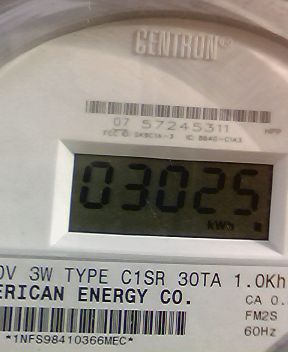 CENTRON®
07 57245311
HPP
03025
kWh
0V 3W TYPE C1SR 30TA 1.0Kh
ERICAN ENERGY CO.
CA 0.
FM2S
60Hz
*1NFS98410366MEC*